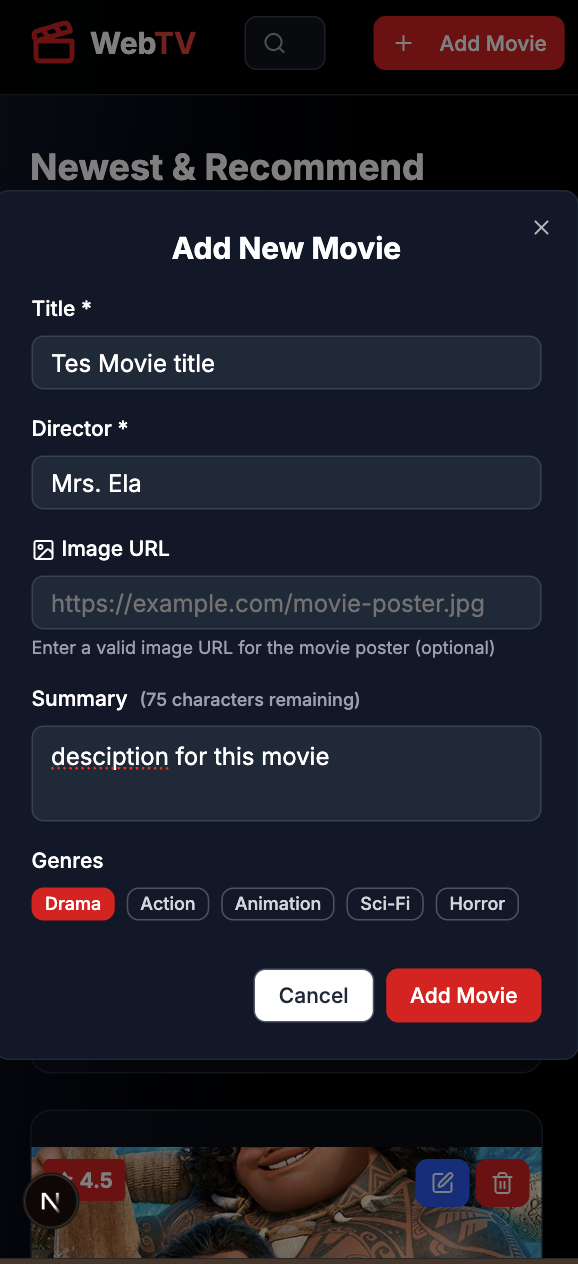 WebTV
+ Add Movie
Newest & Recommend
Add New Movie
Title *
Tes Movie title
Director *
Mrs. Ela
Image URL
https://example.com/movie-poster.jpg
Enter a valid image URL for the movie poster (optional)
Summary (75 characters remaining)
desciption for this movie
Genres
Drama Action Animation Sci-Fi Horror
Cancel Add Movie
4.5
N